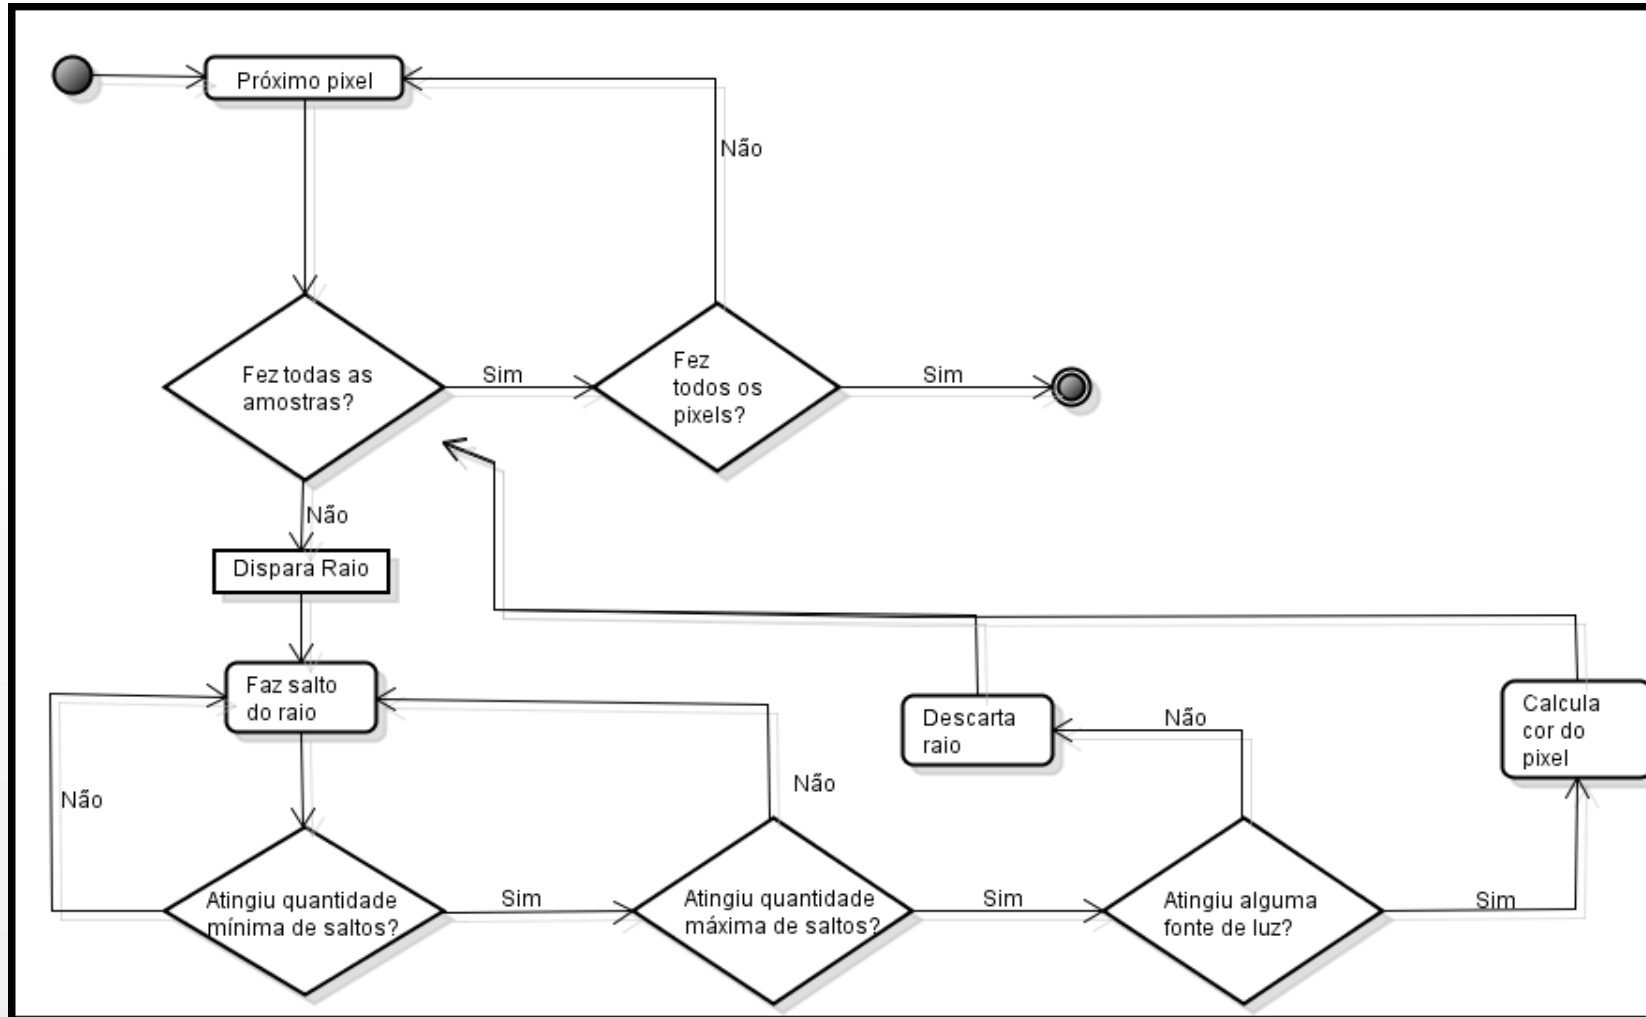 Próximo pixel
Não
Fez todas as
amostras?
Sim
Fez
todos os
pixels?
Sim
Não
Dispara Raio
Faz salto
do raio
Não
Atingiu quantidade
mínima de saltos?
Sim
Não
Atingiu quantidade
máxima de saltos?
Sim
Descarta
raio
Não
Atingiu alguma
fonte de luz?
Sim
Calcula
cor do
pixel